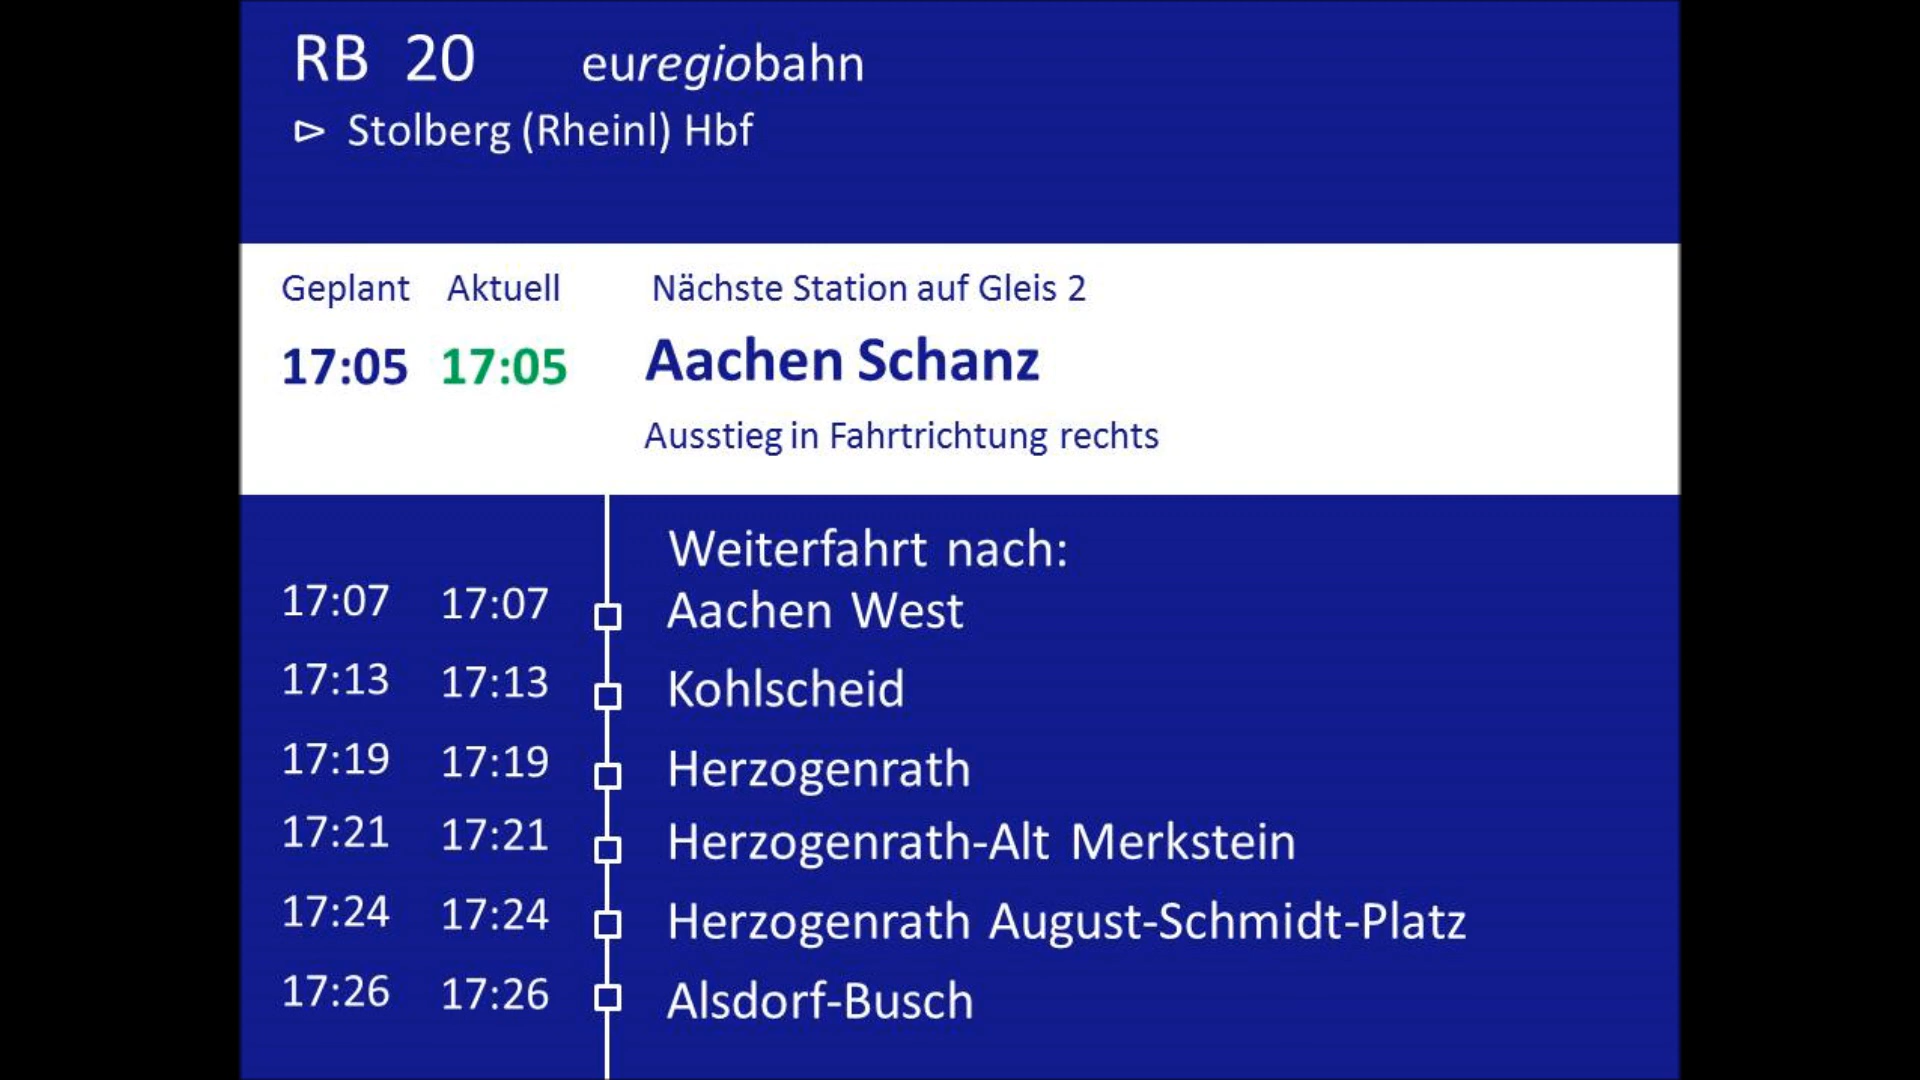 RB 20 euregiobahn
▻ Stolberg (Rheinl) Hbf
Geplant Aktuell Nächste Station auf Gleis 2
17:05 17:05 Aachen Schanz
Ausstieg in Fahrtrichtung rechts
Weiterfahrt nach:
17:07 17:07 Aachen West
17:13 17:13 Kohlscheid
17:19 17:19 Herzogenrath
17:21 17:21 Herzogenrath-Alt Merkstein
17:24 17:24 Herzogenrath August-Schmidt-Platz
17:26 17:26 Alsdorf-Busch